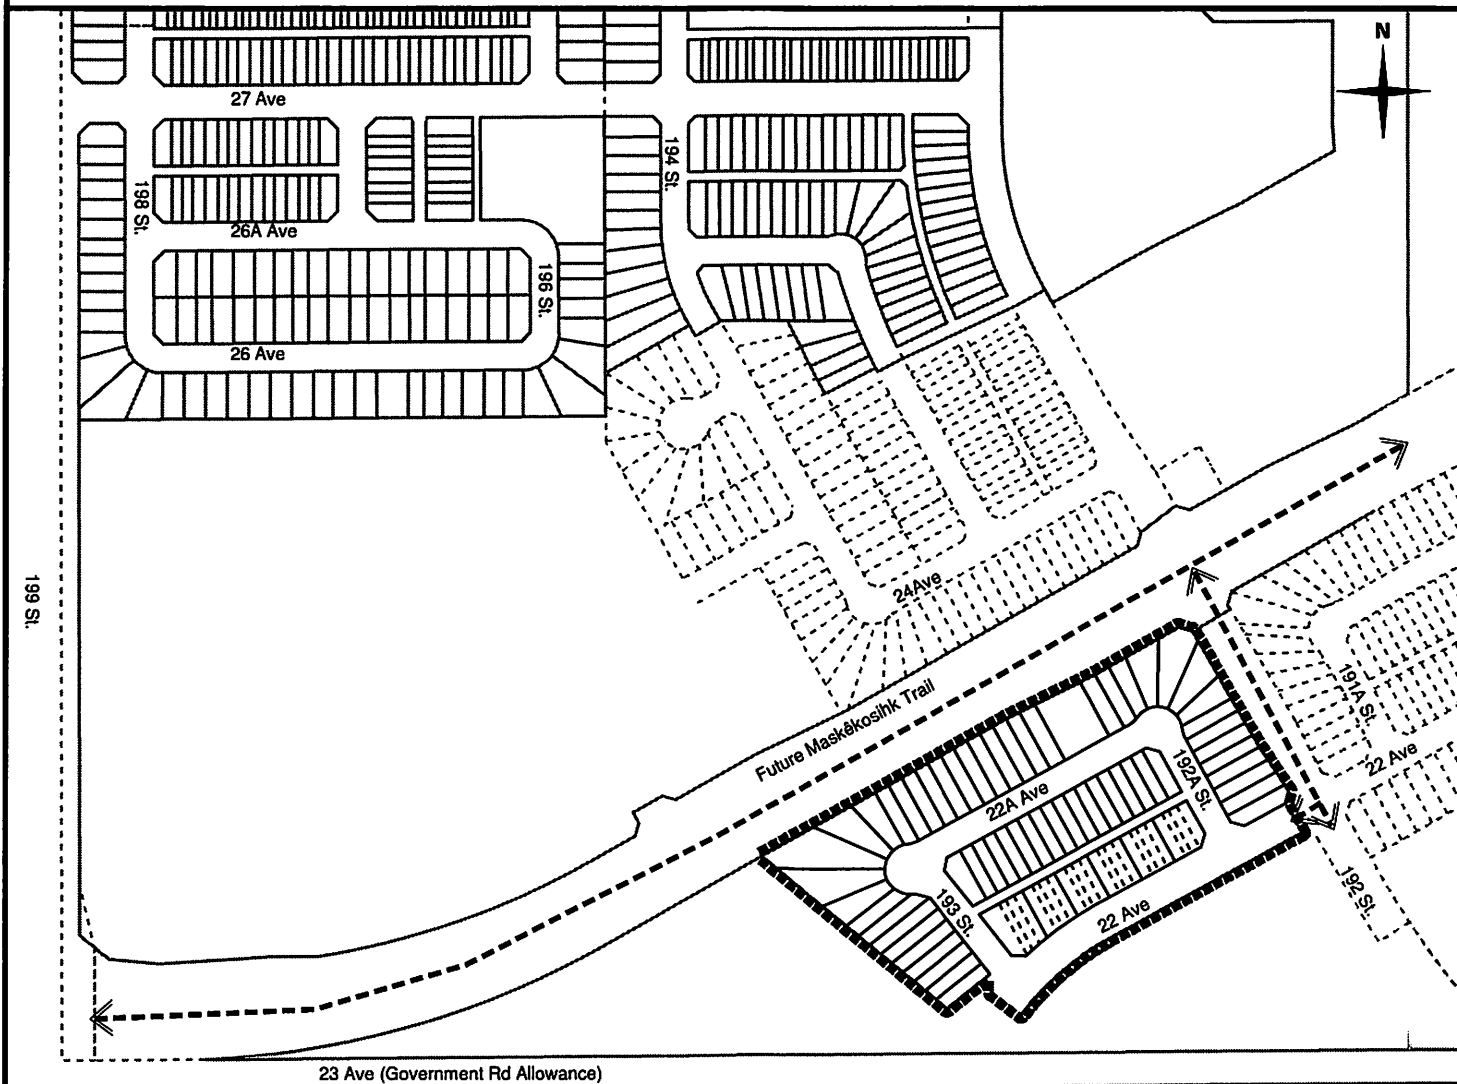 N
27 Ave
194 St.
198 St.
26A Ave
196 St.
26 Ave
199 St.
24Ave
191A St.
Future Maskêkosihk Trail
22 Ave
192A St.
22A Ave
193 St.
22 Ave
192 St.
23 Ave (Government Rd Allowance)